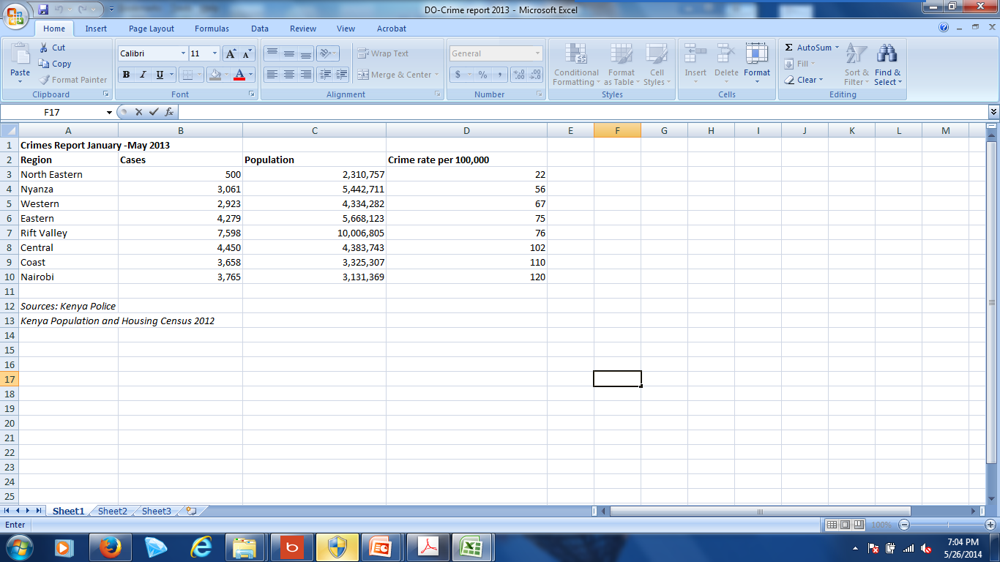 DO-Crime report 2013 - Microsoft Excel
Home Insert Page Layout Formulas Data Review View Acrobat
Paste
Cut
Copy
Format Painter
Clipboard
Calibri 11
B I U
Font
Wrap Text
Merge & Center
Alignment
General
$ % ,
Number
Conditional Formatting
Format as Table
Cell Styles
Styles
Insert Delete Format
Cells
Σ AutoSum
Fill
Clear
Sort & Filter
Find & Select
Editing
F17 fx
A B C D E F G H I J K L M
1 Crimes Report January -May 2013
2 Region Cases Population Crime rate per 100,000
3 North Eastern 500 2,310,757 22
4 Nyanza 3,061 5,442,711 56
5 Western 2,923 4,334,282 67
6 Eastern 4,279 5,668,123 75
7 Rift Valley 7,598 10,006,805 76
8 Central 4,450 4,383,743 102
9 Coast 3,658 3,325,307 110
10 Nairobi 3,765 3,131,369 120
11
12 Sources: Kenya Police
13 Kenya Population and Housing Census 2012
14
15
16
17
18
19
20
21
22
23
24
25
Sheet1 Sheet2 Sheet3
Enter 100%
b
7:04 PM
5/26/2014